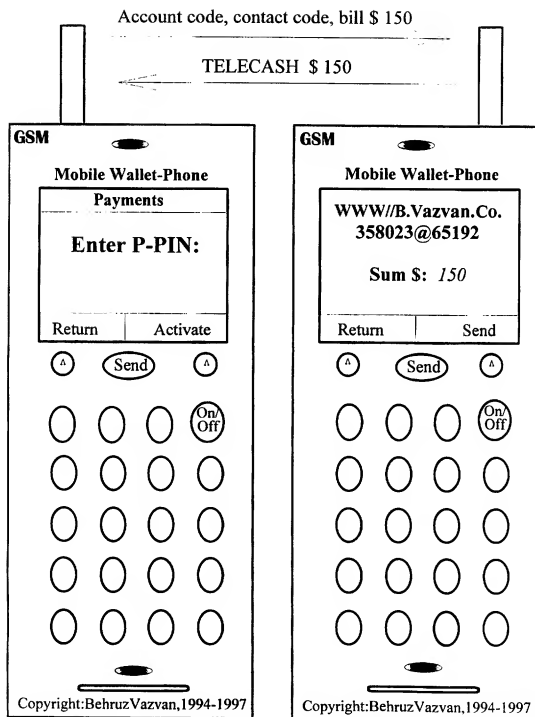 Account code, contact code, bill $ 150
TELECASH $ 150
GSM
Mobile Wallet-Phone
Payments
Enter P-PIN:
Return Activate
^ Send ^
On/
Off
Copyright:BehruzVazvan,1994-1997
GSM
Mobile Wallet-Phone
WWW//B.Vazvan.Co.
358023@65192
Sum $: 150
Return Send
^ Send ^
On/
Off
Copyright:BehruzVazvan,1994-1997